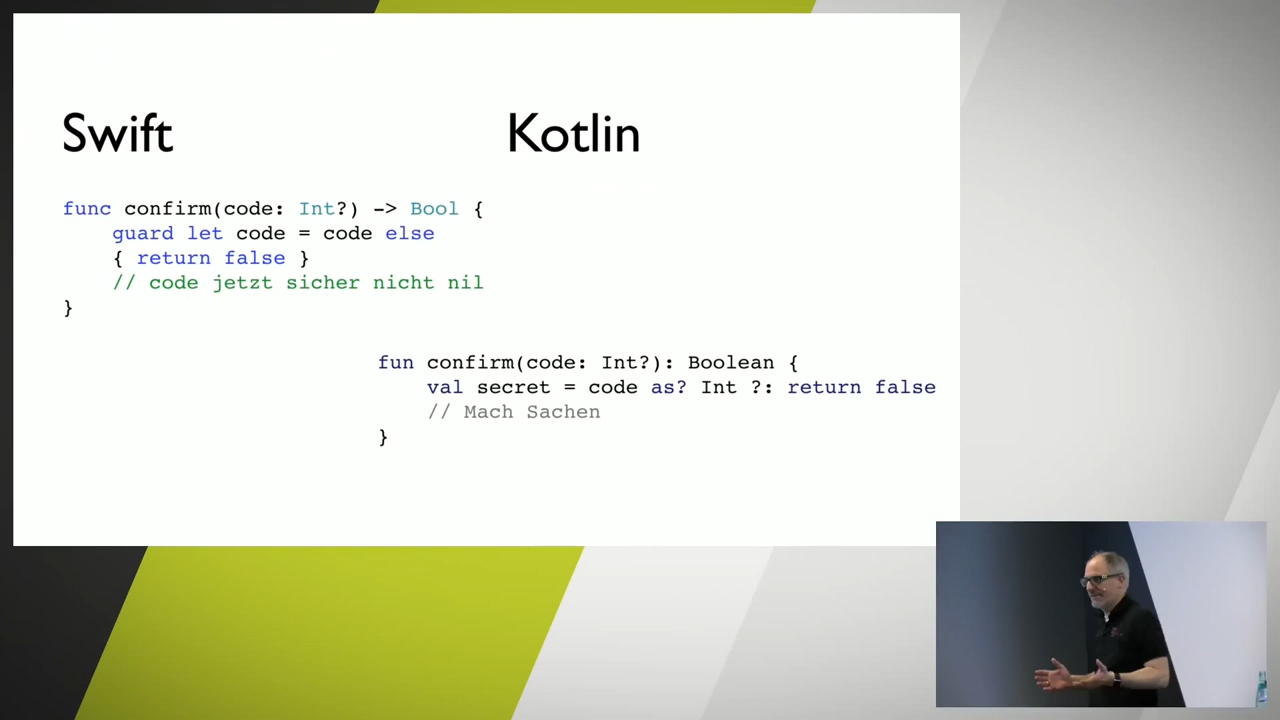 Swift
Kotlin
func confirm(code: Int?) -> Bool {
    guard let code = code else
    { return false }
    // code jetzt sicher nicht nil
}
fun confirm(code: Int?): Boolean {
    val secret = code as? Int ?: return false
    // Mach Sachen
}